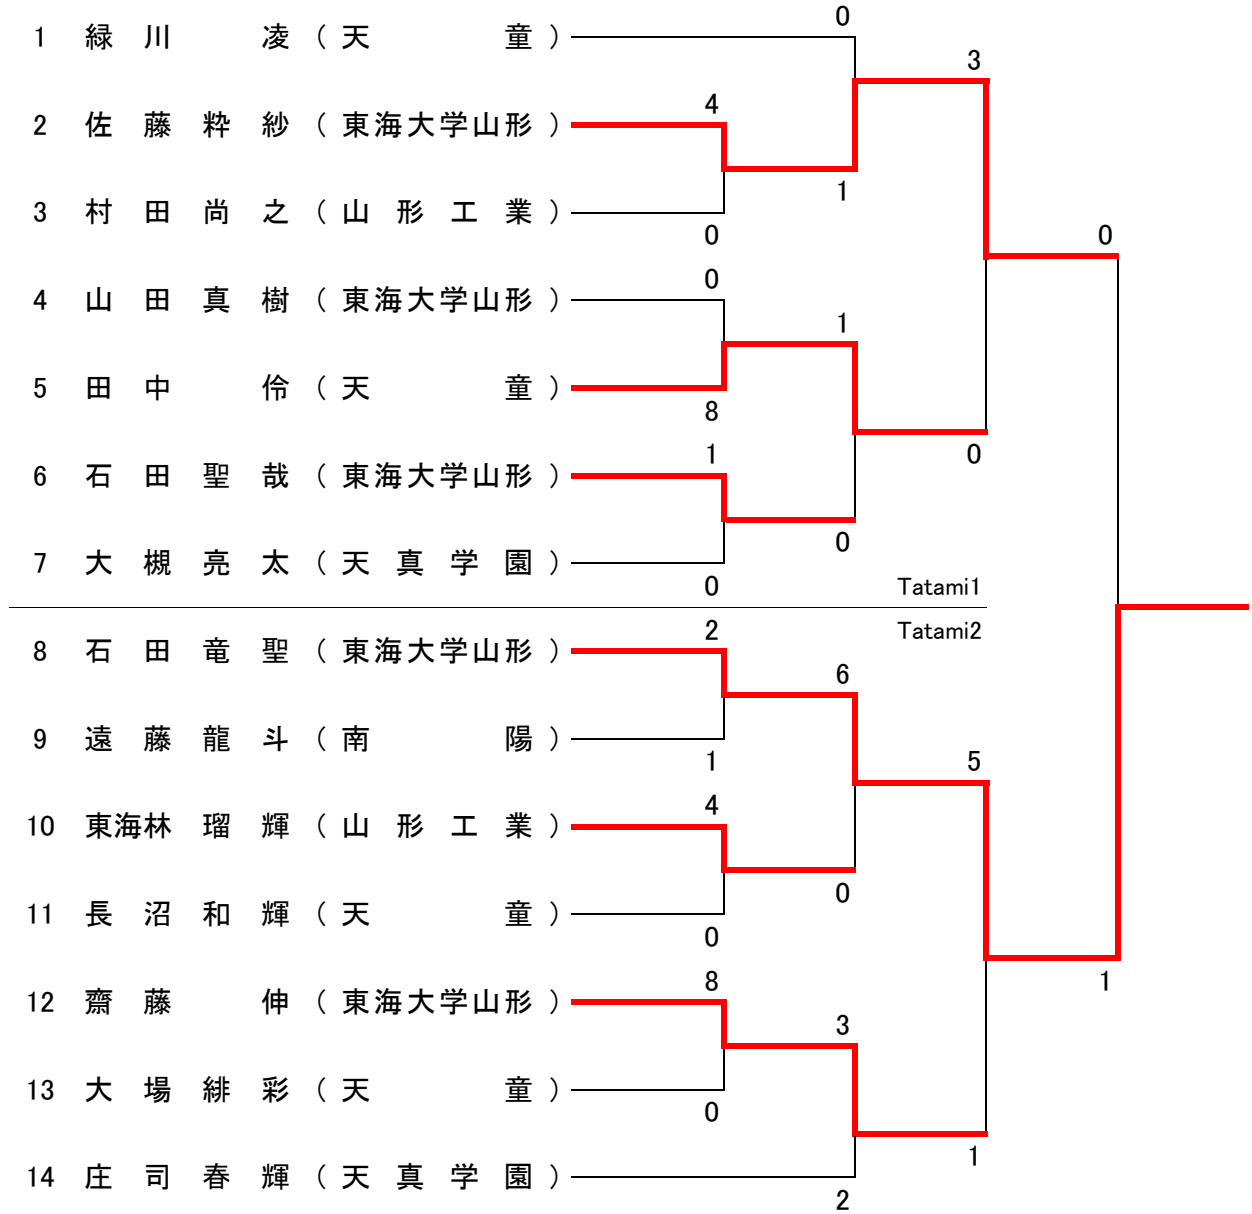 0
1 緑川 凌（天 童）
3
4
2 佐藤粋紗（東海大学山形）
1
3 村田尚之（山形工業）
0
0
0
4 山田真樹（東海大学山形）
1
5 田中 伶（天 童）
8
1
0
6 石田聖哉（東海大学山形）
0
7 大槻亮太（天真学園）
0
Tatami1
2
Tatami2
8 石田竜聖（東海大学山形）
6
9 遠藤龍斗（南 陽）
1
5
4
10 東海林瑠輝（山形工業）
0
11 長沼和輝（天 童）
0
8
1
12 齋藤 伸（東海大学山形）
3
13 大場緋彩（天 童）
0
1
14 庄司春輝（天真学園）
2